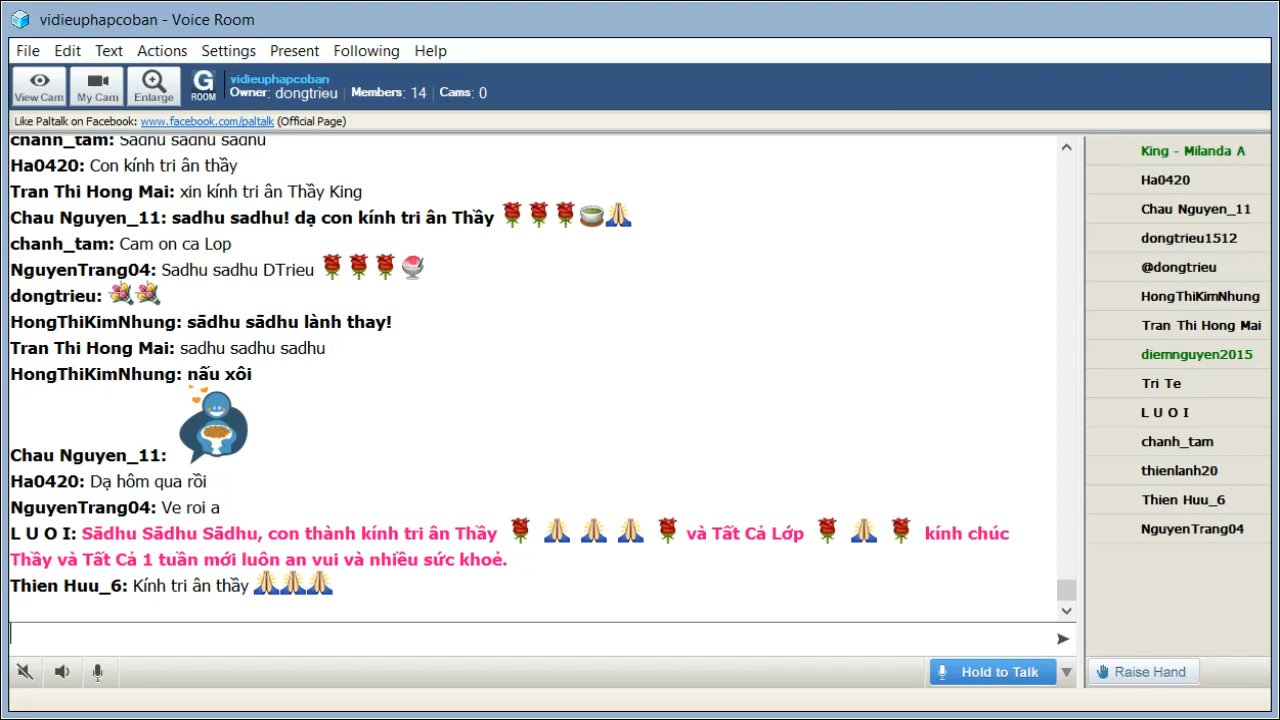 vidieuphapcoban - Voice Room
File Edit Text Actions Settings Present Following Help
View Cam My Cam Enlarge G ROOM vidieuphapcoban
Owner: dongtrieu | Members: 14 | Cams: 0
Like Paltalk on Facebook: www.facebook.com/paltalk (Official Page)
chanh_tam: Sadhu sadhu sadhu
Ha0420: Con kính tri ân thầy
Tran Thi Hong Mai: xin kính tri ân Thầy King
Chau Nguyen_11: sadhu sadhu! dạ con kính tri ân Thầy
chanh_tam: Cam on ca Lop
NguyenTrang04: Sadhu sadhu DTrieu
dongtrieu:
HongThiKimNhung: sādhu sādhu lành thay!
Tran Thi Hong Mai: sadhu sadhu sadhu
HongThiKimNhung: nấu xôi
Chau Nguyen_11:
Ha0420: Dạ hôm qua rồi
NguyenTrang04: Ve roi a
L U O I: Sādhu Sādhu Sādhu, con thành kính tri ân Thầy và Tất Cả Lớp kính chúc
Thầy và Tất Cả 1 tuần mới luôn an vui và nhiều sức khoẻ.
Thien Huu_6: Kính tri ân thầy
King - Milanda A
Ha0420
Chau Nguyen_11
dongtrieu1512
@dongtrieu
HongThiKimNhung
Tran Thi Hong Mai
diemnguyen2015
Tri Te
L U O I
chanh_tam
thienlanh20
Thien Huu_6
NguyenTrang04
Hold to Talk
Raise Hand